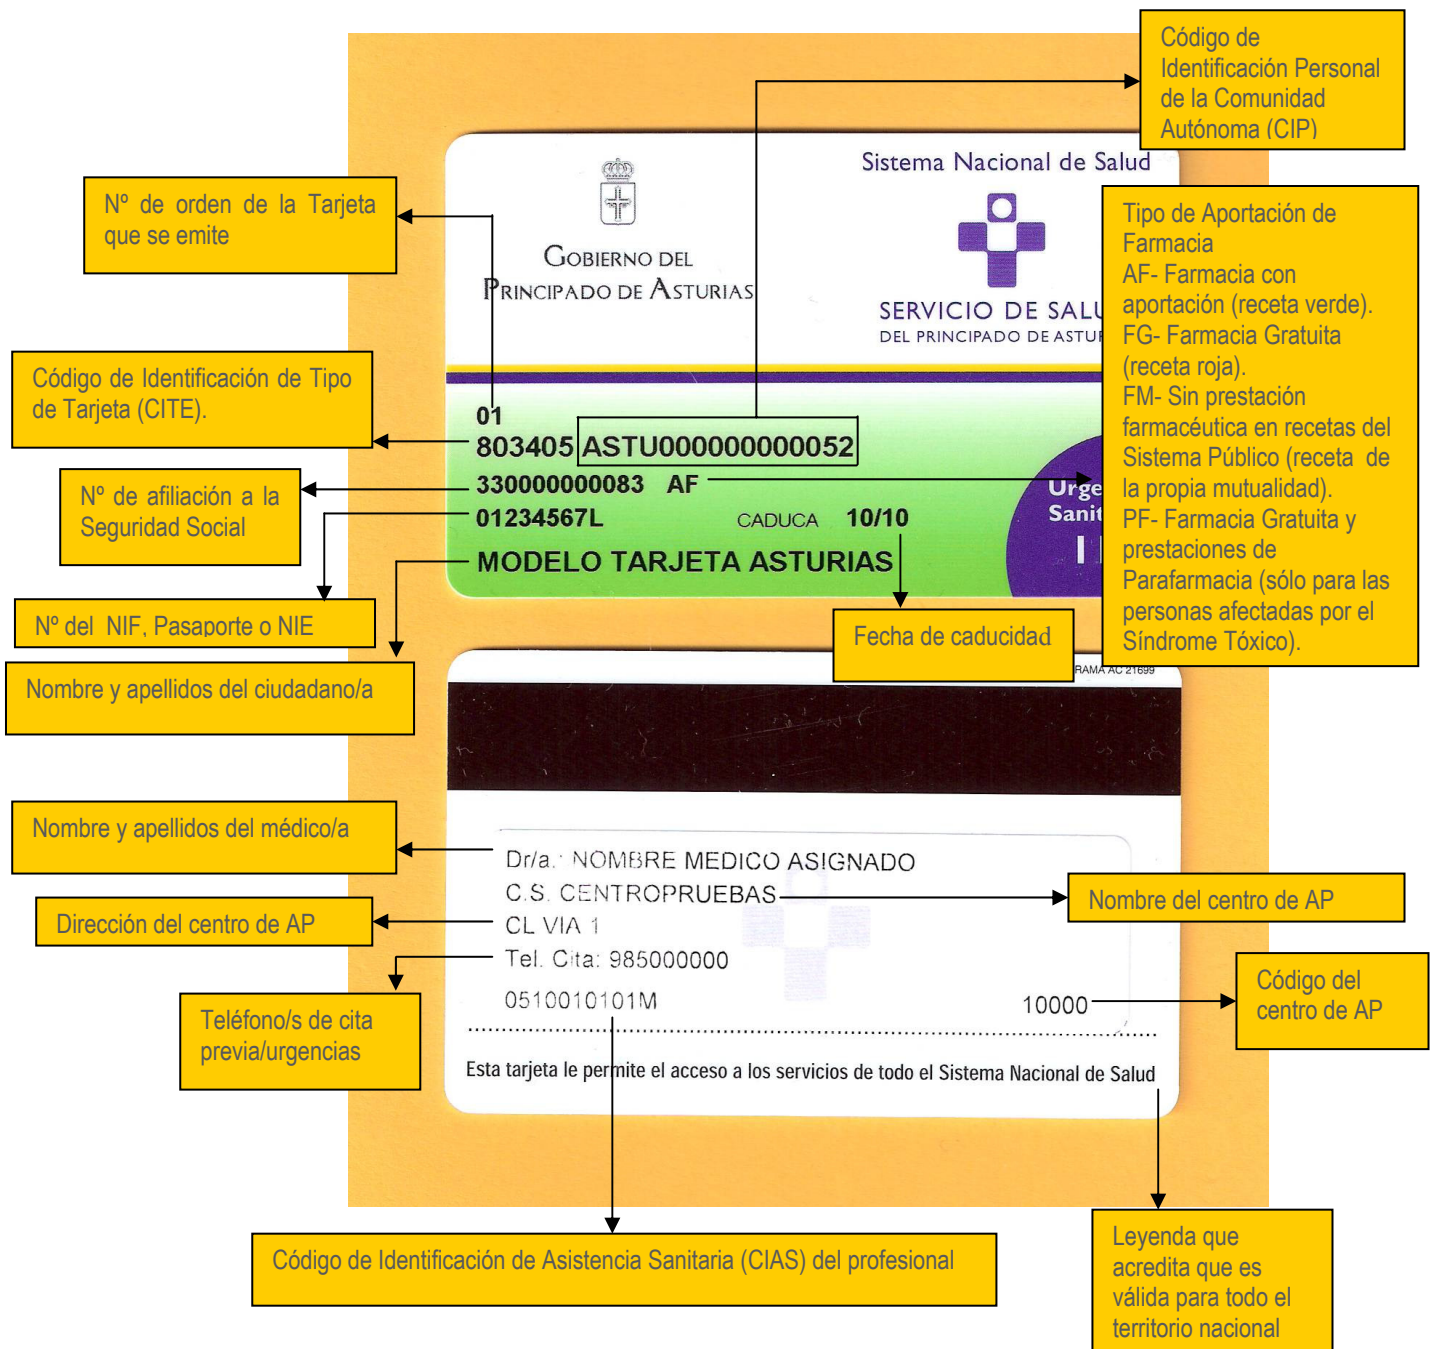 Código de
Identificación Personal
de la Comunidad
Autónoma (CIP)
Sistema Nacional de Salud
GOBIERNO DEL
PRINCIPADO DE ASTURIAS
SERVICIO DE SALU
DEL PRINCIPADO DE ASTUR
Nº de orden de la Tarjeta
que se emite
Tipo de Aportación de
Farmacia
AF- Farmacia con
aportación (receta verde).
FG- Farmacia Gratuita
(receta roja).
FM- Sin prestación
farmacéutica en recetas del
Sistema Público (receta de
la propia mutualidad).
PF- Farmacia Gratuita y
prestaciones de
Parafarmacia (sólo para las
personas afectadas por el
Síndrome Tóxico).
Código de Identificación de Tipo
de Tarjeta (CITE).
01
803405 ASTU000000000052
330000000083 AF
01234567L CADUCA 10/10
MODELO TARJETA ASTURIAS
Urge
Sanit
Nº de afiliación a la
Seguridad Social
Nº del NIF, Pasaporte o NIE
Nombre y apellidos del ciudadano/a
Fecha de caducidad
RAMA AC 21699
Nombre y apellidos del médico/a
Dr/a.: NOMBRE MEDICO ASIGNADO
C.S. CENTROPRUEBAS
CL VIA 1
Tel. Cita: 985000000
0510010101M 10000
Esta tarjeta le permite el acceso a los servicios de todo el Sistema Nacional de Salud
Nombre del centro de AP
Dirección del centro de AP
Código del
centro de AP
Teléfono/s de cita
previa/urgencias
Código de Identificación de Asistencia Sanitaria (CIAS) del profesional
Leyenda que
acredita que es
válida para todo el
territorio nacional